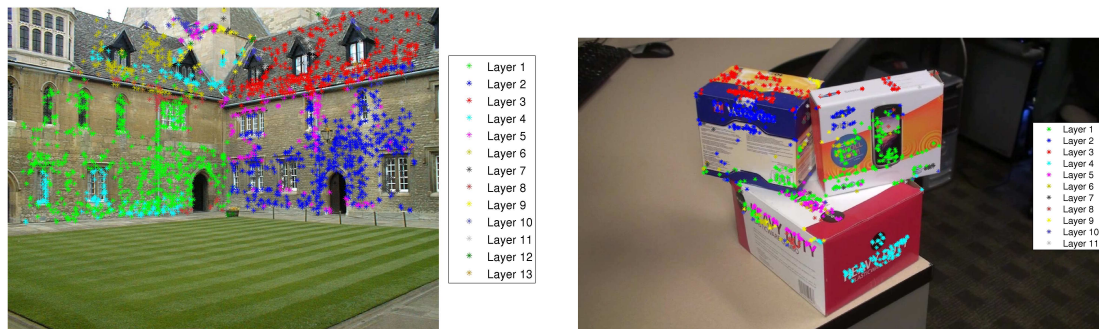 Layer 1
Layer 2
Layer 3
Layer 4
Layer 5
Layer 6
Layer 7
Layer 8
Layer 9
Layer 10
Layer 11
Layer 12
Layer 13
Layer 1
Layer 2
Layer 3
Layer 4
Layer 5
Layer 6
Layer 7
Layer 8
Layer 9
Layer 10
Layer 11
HEAVY DUTY
HEAVY-DUTY